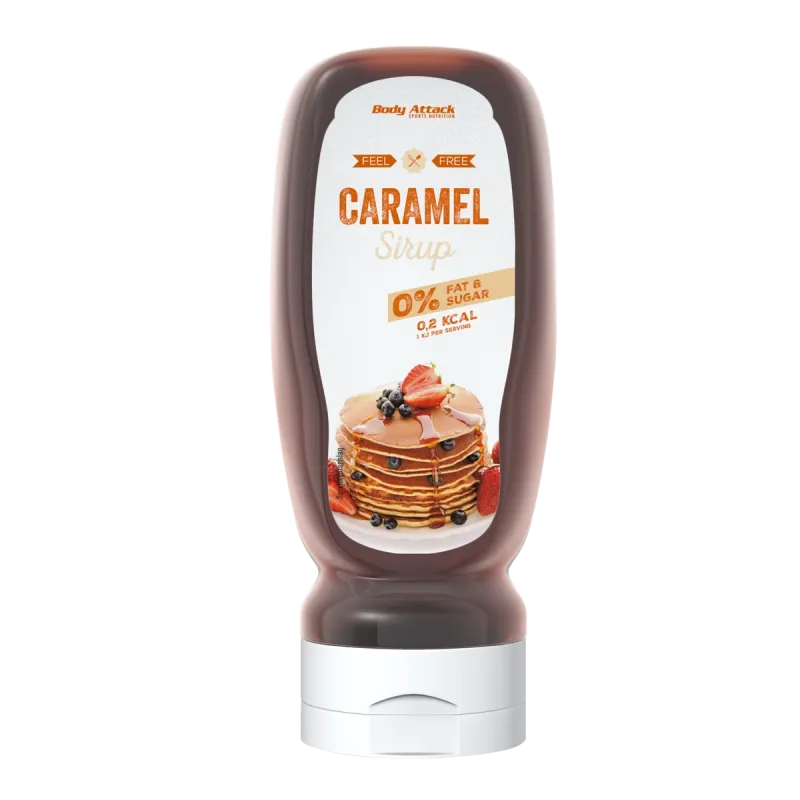 Body Attack
SPORTS NUTRITION
FEEL FREE
CARAMEL
Sirup
0% FAT &
SUGAR
0,2 KCAL
1 KJ PER SERVING